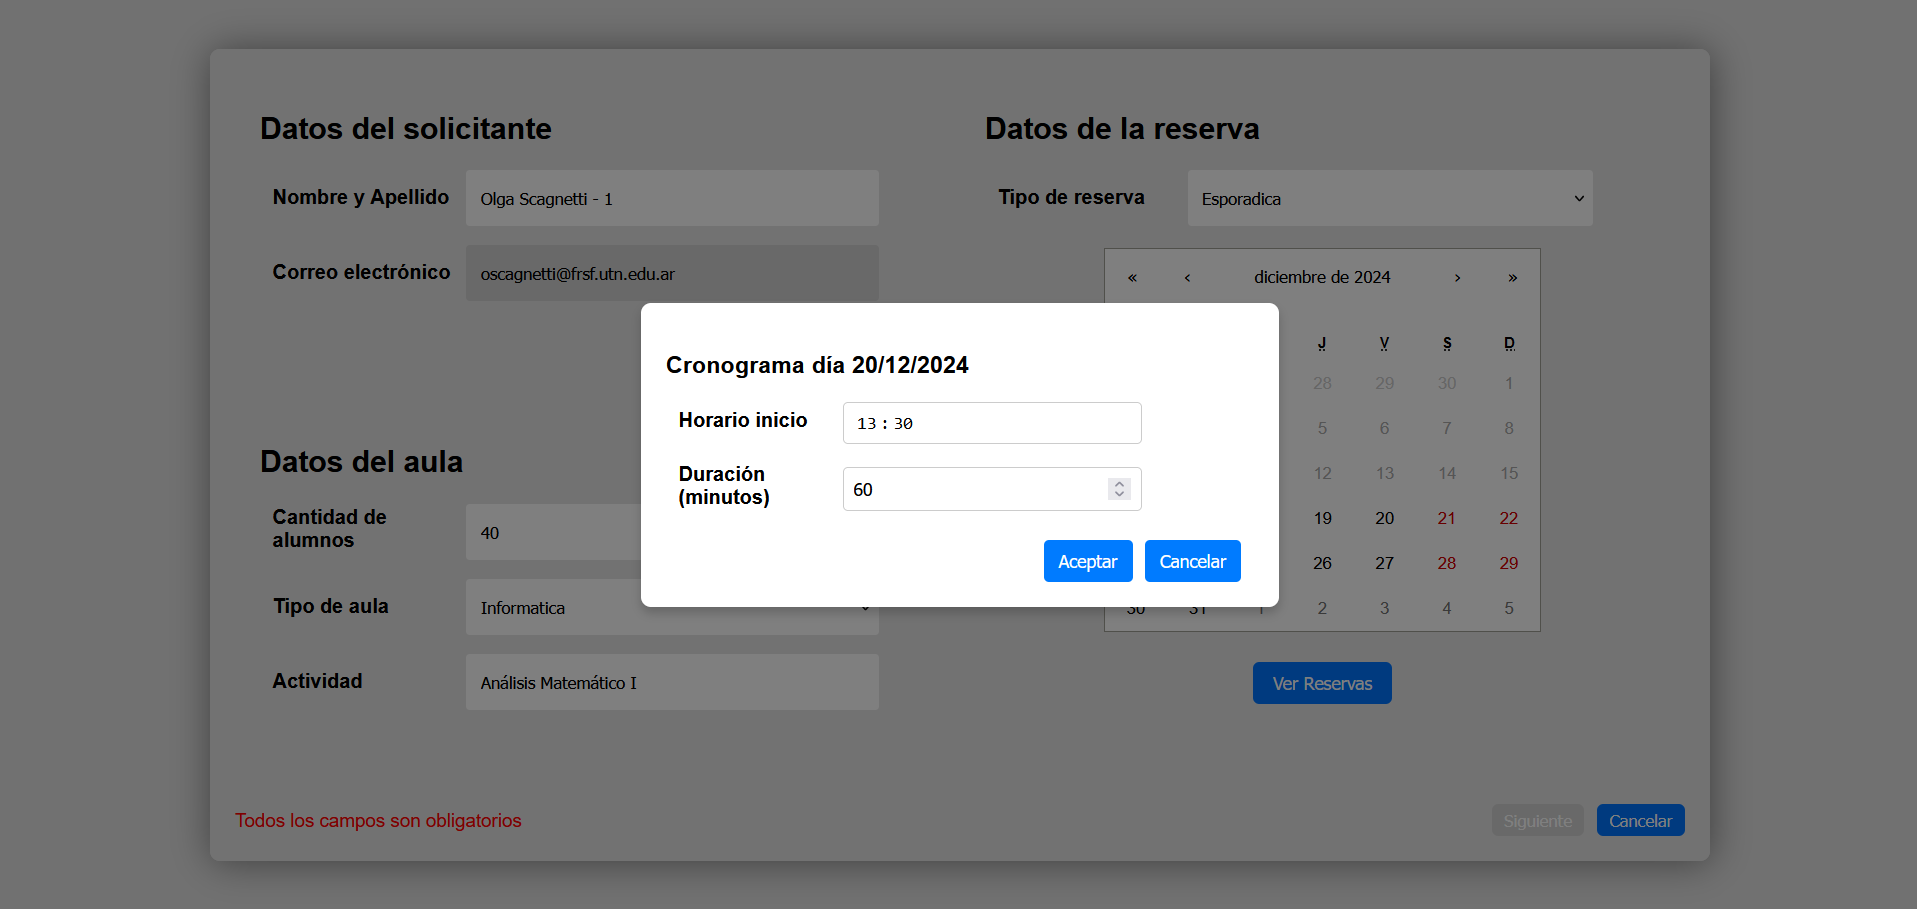 Datos del solicitante
Nombre y Apellido
Olga Scagnetti - 1
Correo electrónico
oscagnetti@frsf.utn.edu.ar
Datos del aula
Cantidad de
alumnos
40
Tipo de aula
Informatica
Actividad
Análisis Matemático I
Datos de la reserva
Tipo de reserva
Esporadica
« ‹ diciembre de 2024 › »
J V S D
28 29 30 1
5 6 7 8
12 13 14 15
19 20 21 22
26 27 28 29
30 31 1 2 3 4 5
Ver Reservas
Cronograma día 20/12/2024
Horario inicio
13:30
Duración
(minutos)
60
Aceptar Cancelar
Todos los campos son obligatorios
Siguiente Cancelar